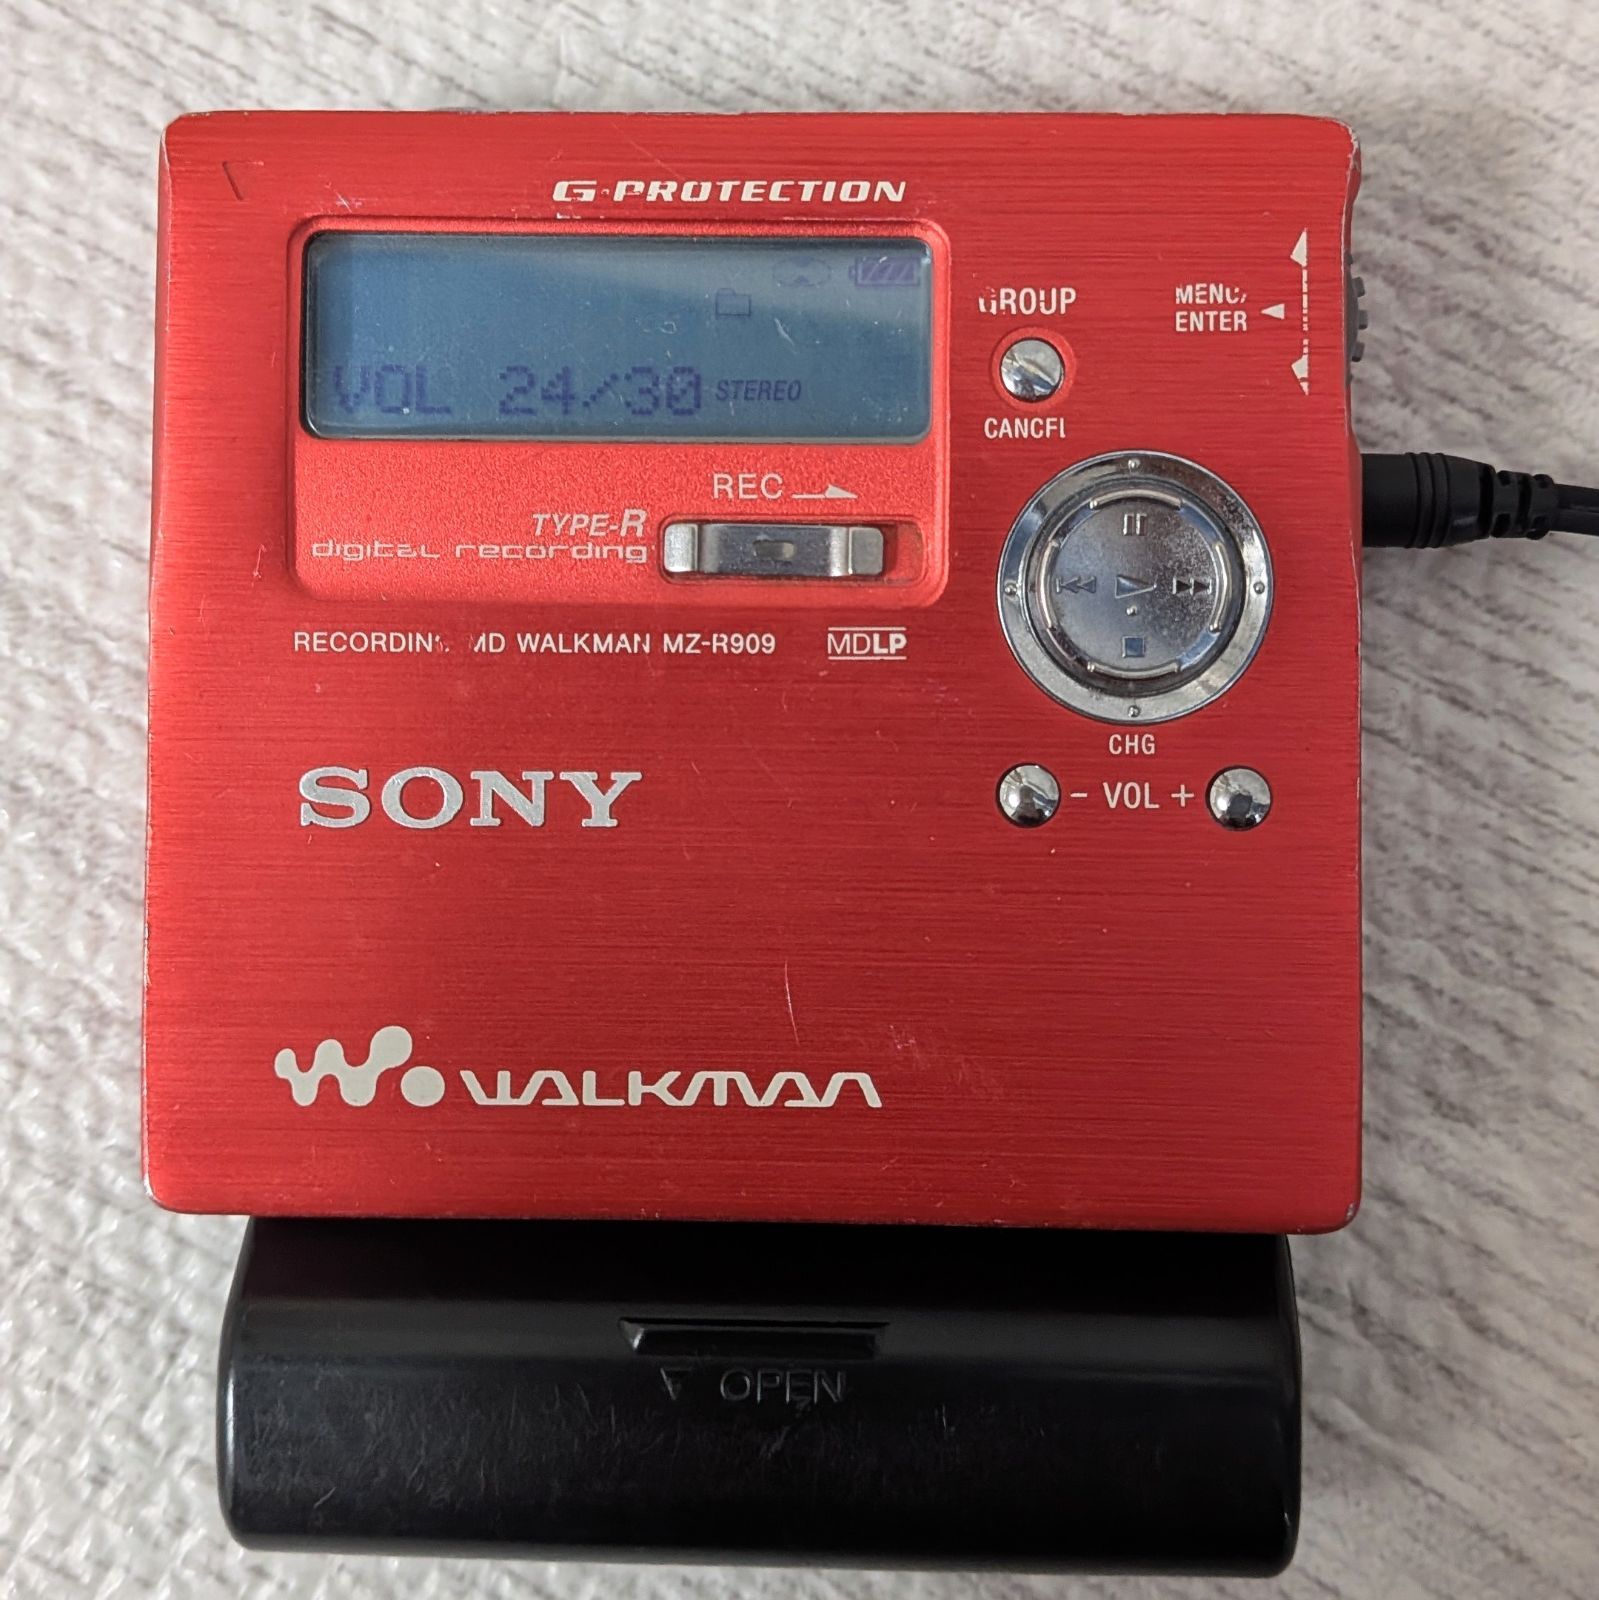 G-PROTECTION
VOL 24/30 STEREO
GROUP
CANCEL
MENU/
ENTER
REC
TYPE-R
digital recording
RECORDING MD WALKMAN MZ-R909 MDLP
CHG
- VOL +
SONY
WALKMAN
OPEN